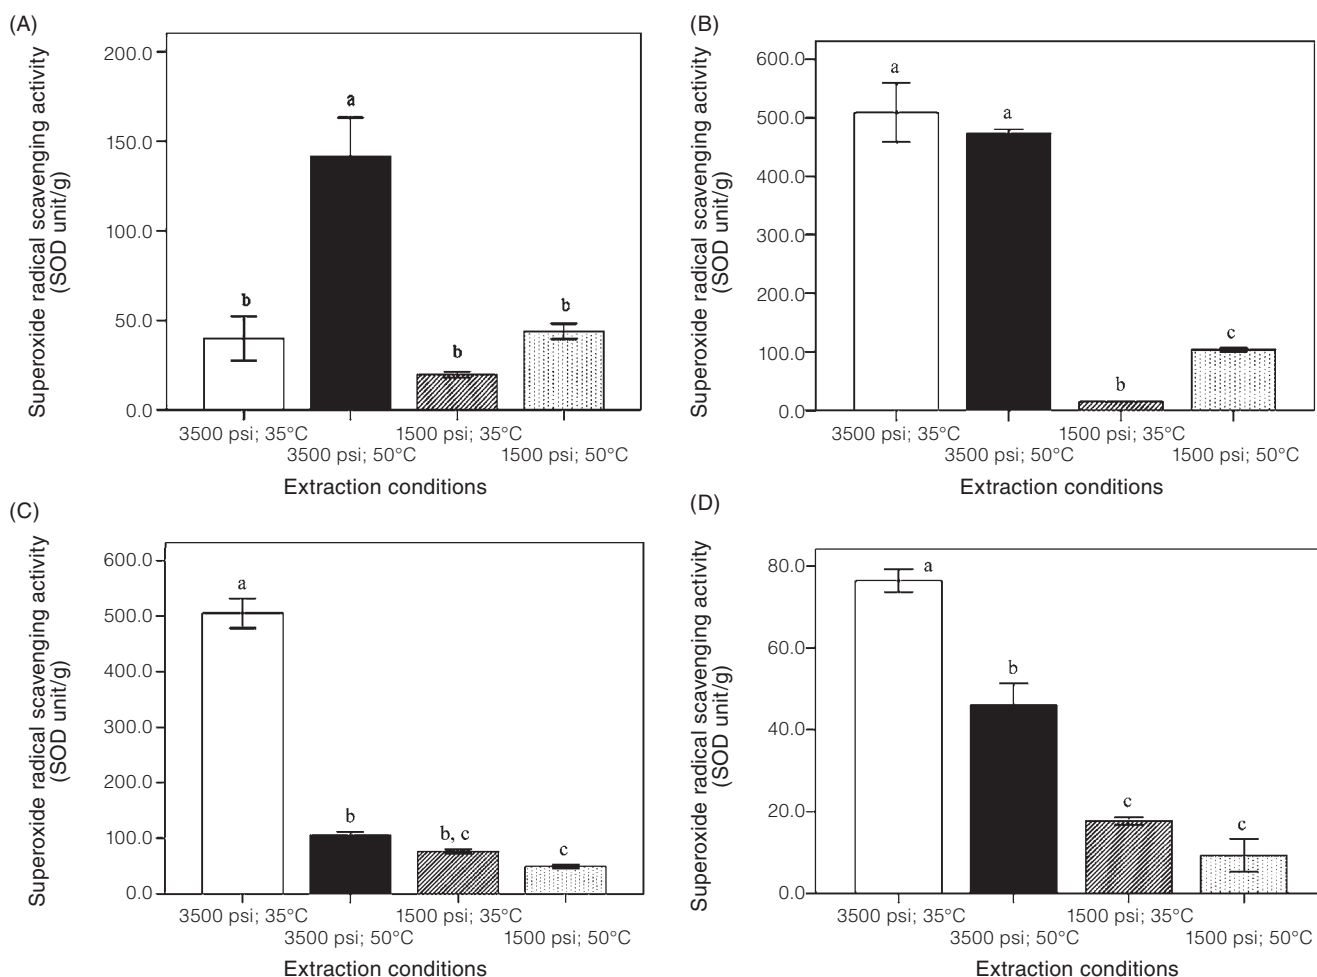 (A)
Superoxide radical scavenging activity
(SOD unit/g)
200.0
150.0
100.0
50.0
0.0
b
a
b
b
3500 psi; 35°C
3500 psi; 50°C
1500 psi; 35°C
1500 psi; 50°C
Extraction conditions
(B)
Superoxide radical scavenging activity
(SOD unit/g)
600.0
500.0
400.0
300.0
200.0
100.0
0.0
a
a
b
c
3500 psi; 35°C
3500 psi; 50°C
1500 psi; 35°C
1500 psi; 50°C
Extraction conditions
(C)
Superoxide radical scavenging activity
(SOD unit/g)
600.0
500.0
400.0
300.0
200.0
100.0
0.0
a
b
b, c
c
3500 psi; 35°C
3500 psi; 50°C
1500 psi; 35°C
1500 psi; 50°C
Extraction conditions
(D)
Superoxide radical scavenging activity
(SOD unit/g)
80.0
60.0
40.0
20.0
0.0
a
b
c
c
3500 psi; 35°C
3500 psi; 50°C
1500 psi; 35°C
1500 psi; 50°C
Extraction conditions